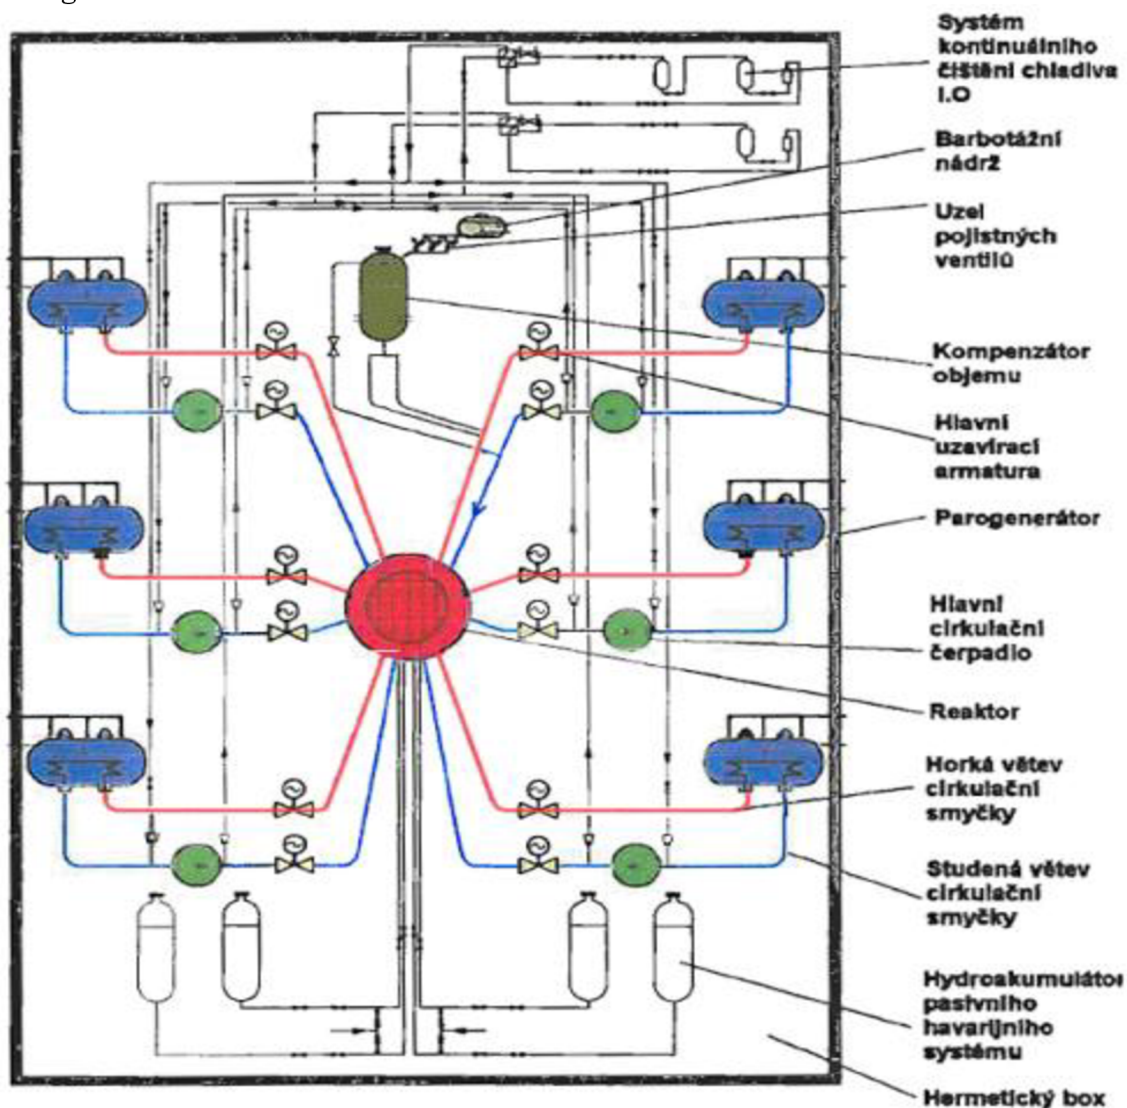 Systém
kontinuálního
čištění chladiva
I.O
Barbotážní
nádrž
Uzel
pojistných
ventilů
Kompenzátor
objemu
Hlavní
uzavírací
armatura
Parogenerátor
Hlavní
cirkulační
čerpadlo
Reaktor
Horká větev
cirkulační
smyčky
Studená větev
cirkulační
smyčky
Hydroakumulátor
pasivního
havarijního
systému
Hermetický box